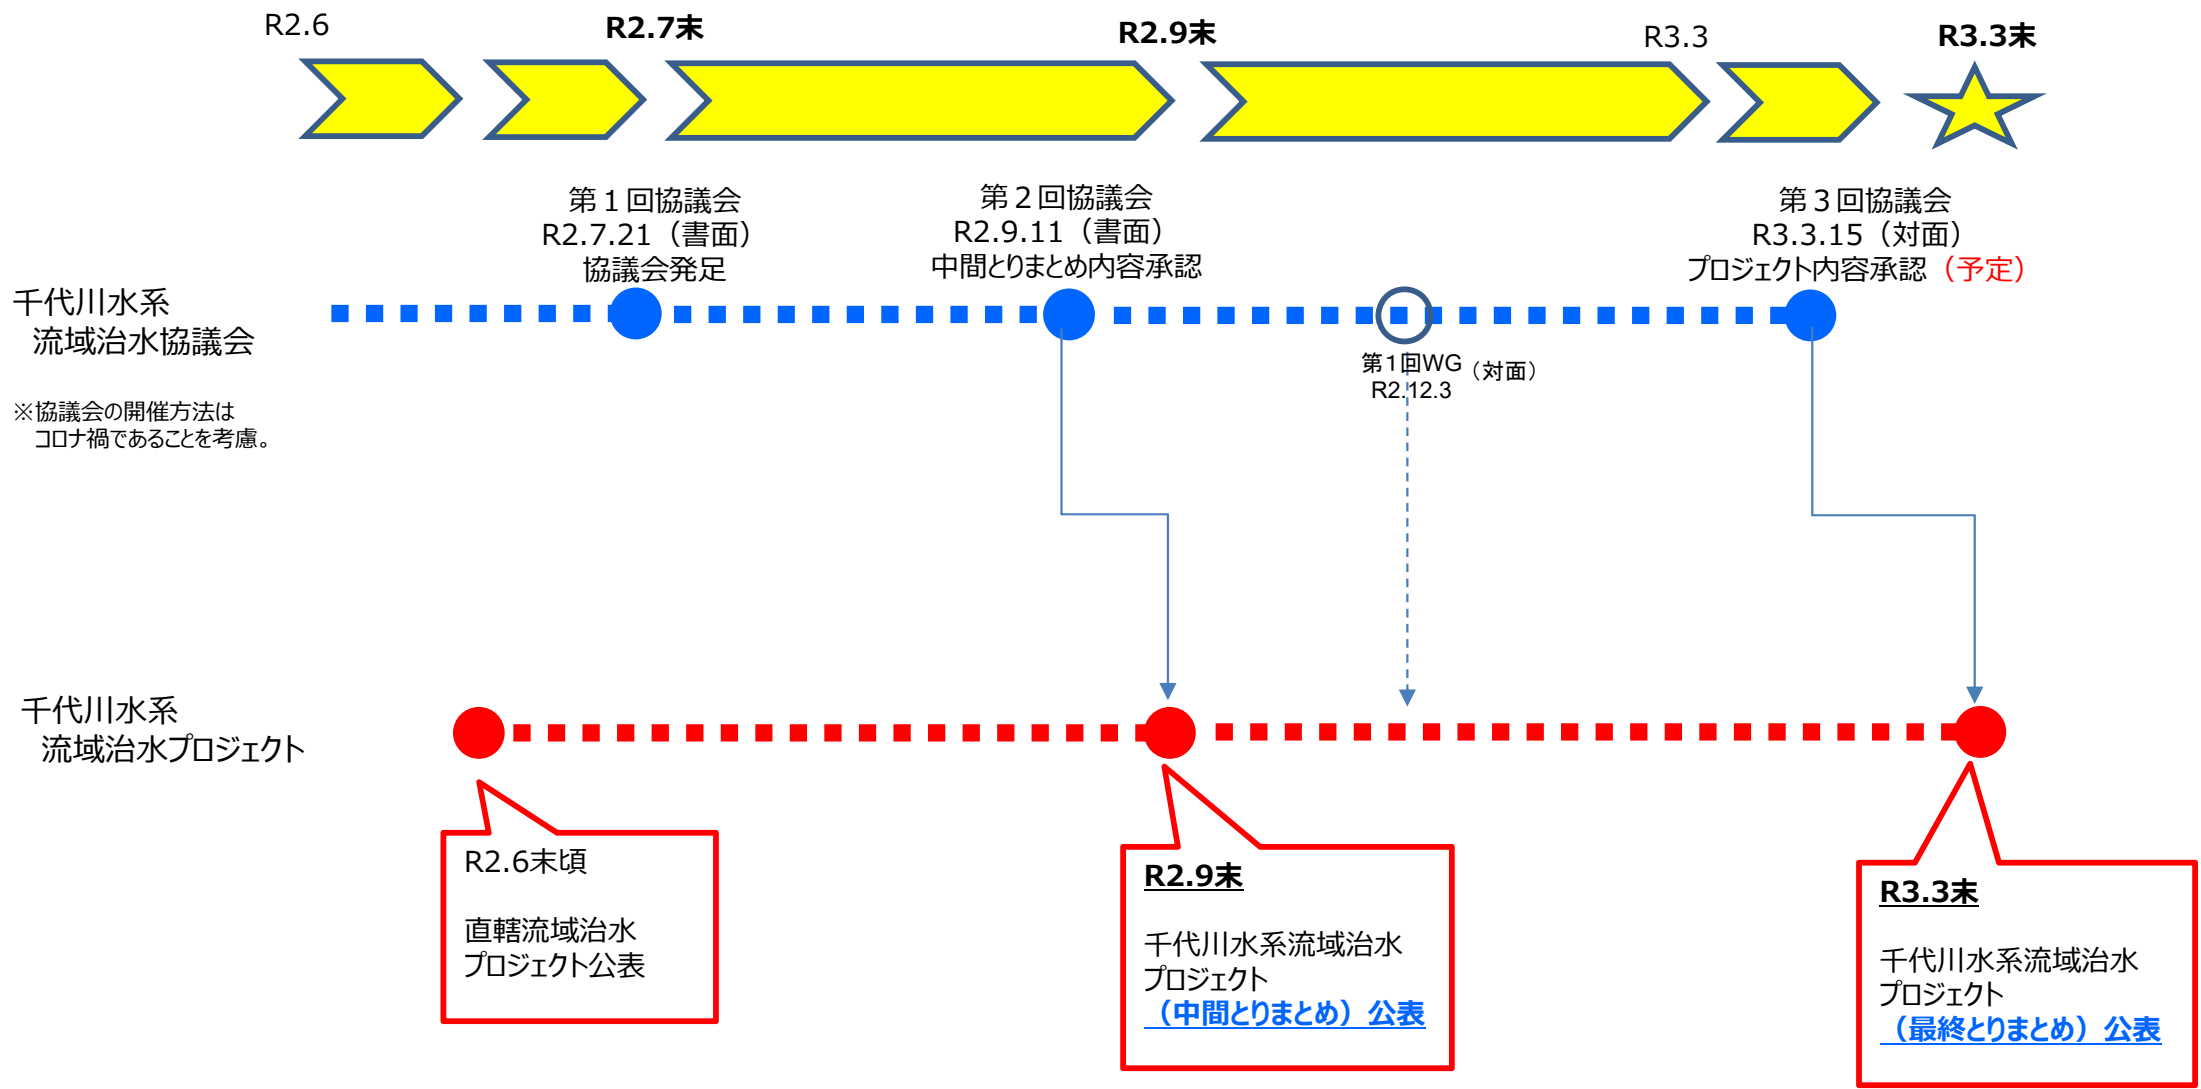 R2.6
R2.7末
R2.9末
R3.3
R3.3末
第１回協議会
R2.7.21（書面）
協議会発足
第２回協議会
R2.9.11（書面）
中間とりまとめ内容承認
第３回協議会
R3.3.15（対面）
プロジェクト内容承認（予定）
千代川水系
流域治水協議会
第1回WG（対面）
R2.12.3
※協議会の開催方法は
コロナ禍であることを考慮。
千代川水系
流域治水プロジェクト
R2.6末頃
直轄流域治水
プロジェクト公表
R2.9末
千代川水系流域治水
プロジェクト
（中間とりまとめ）公表
R3.3末
千代川水系流域治水
プロジェクト
（最終とりまとめ）公表